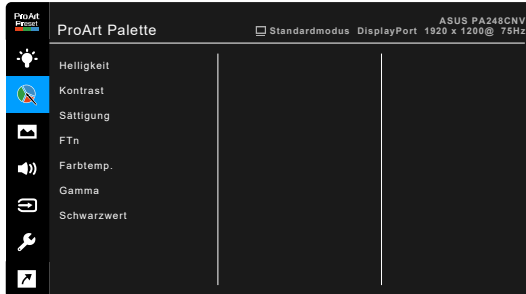 ProArt
Preset
ProArt Palette
ASUS PA248CNV
Standardmodus DisplayPort 1920 x 1200@ 75Hz
Helligkeit
Kontrast
Sättigung
FTn
Farbtemp.
Gamma
Schwarzwert